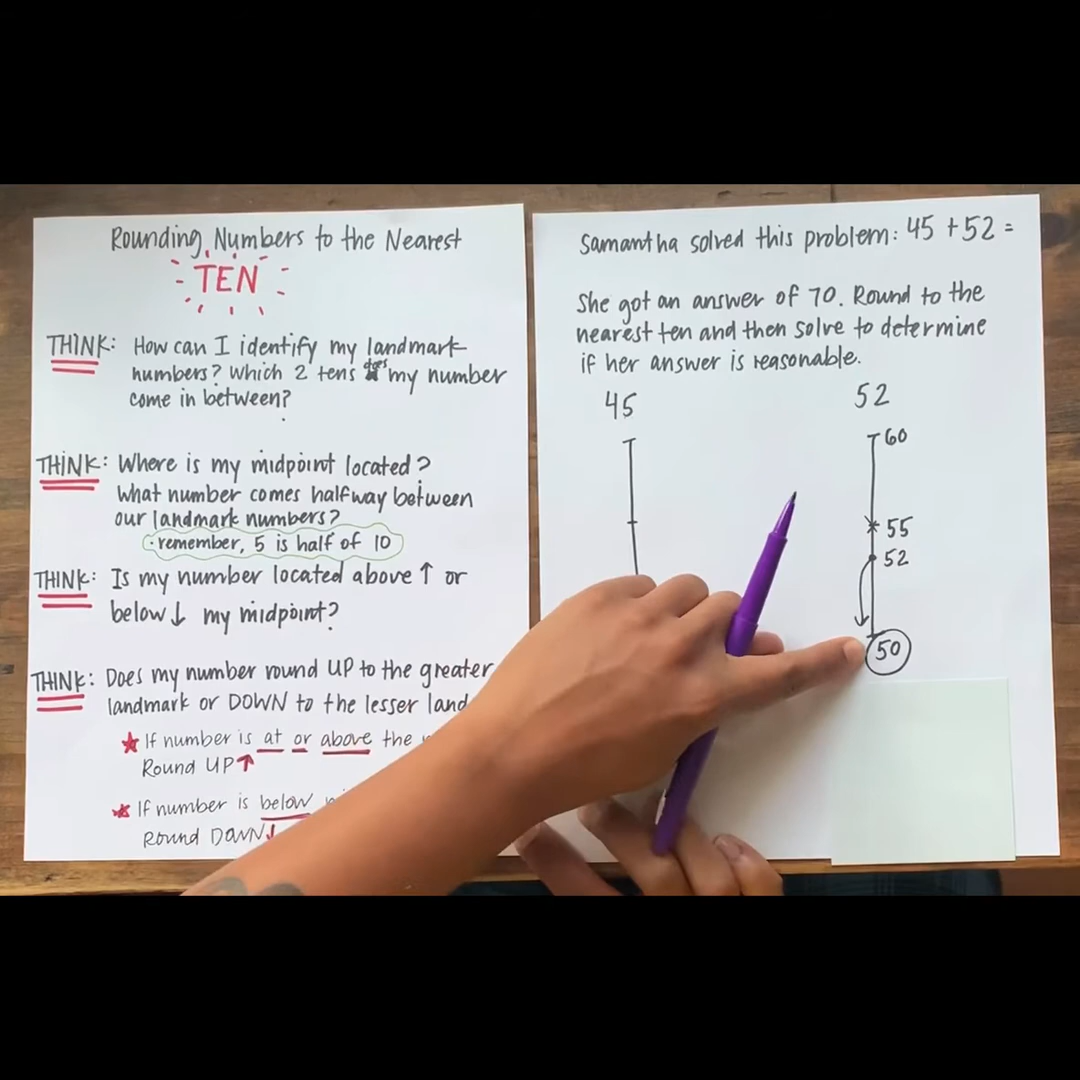 Rounding Numbers to the Nearest
TEN
THINK: How can I identify my landmark
numbers? Which 2 tens does my number
come in between?
THINK: Where is my midpoint located?
What number comes halfway between
our landmark numbers?
·remember, 5 is half of 10
THINK: Is my number located above ↑ or
below ↓ my midpoint?
THINK: Does my number round UP to the greater
landmark or DOWN to the lesser
If number is at or above the
Round UP↑
If number is below
Round DOWN↓
Samantha solved this problem: 45 + 52 =
She got an answer of 70. Round to the
nearest ten and then solve to determine
if her answer is reasonable.
45
52
60
55
52
50